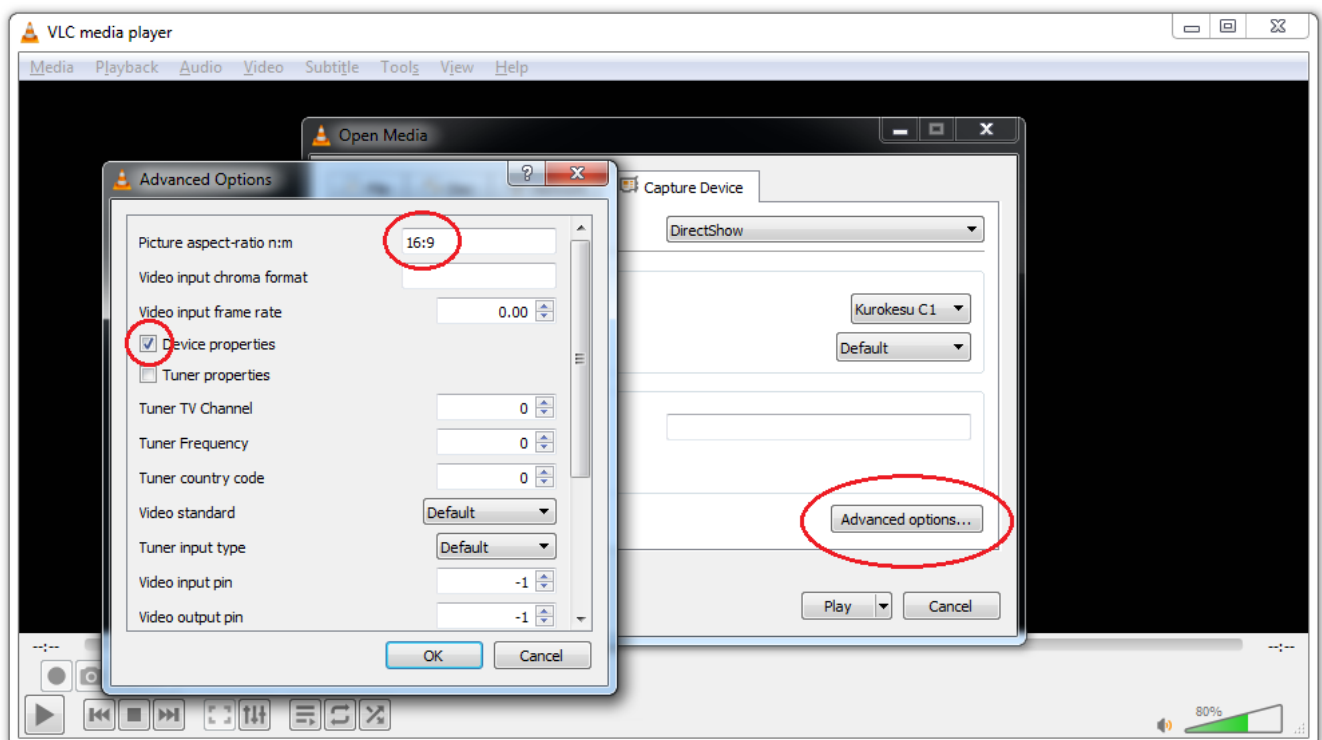 VLC media player
Media Playback Audio Video Subtitle Tools View Help
Open Media
Advanced Options
Capture Device
Picture aspect-ratio n:m 16:9
DirectShow
Video input chroma format
Video input frame rate 0.00
Kurokesu C1
Device properties
Default
Tuner properties
Tuner TV Channel 0
Tuner Frequency 0
Tuner country code 0
Video standard Default
Advanced options...
Tuner input type Default
Video input pin -1
Video output pin -1
Play Cancel
OK Cancel
--:-- --:--
80%